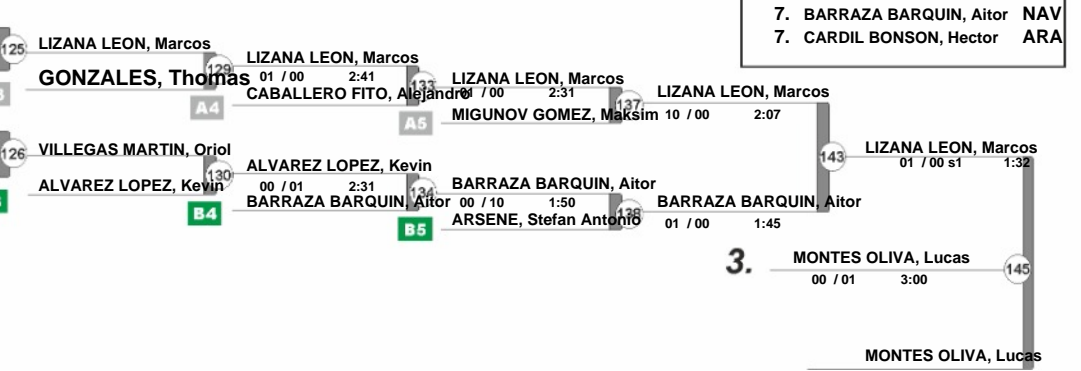 7. BARRAZA BARQUIN, Aitor NAV
7. CARDIL BONSON, Hector ARA
125 LIZANA LEON, Marcos
GONZALES, Thomas
129 LIZANA LEON, Marcos
01 / 00 2:41
A4 CABALLERO FITO, Alejandro
133 LIZANA LEON, Marcos
01 / 00 2:31
A5 MIGUNOV GOMEZ, Maksim
137 LIZANA LEON, Marcos
10 / 00 2:07
126 VILLEGAS MARTIN, Oriol
ALVAREZ LOPEZ, Kevin
130 ALVAREZ LOPEZ, Kevin
00 / 01 2:31
B4 BARRAZA BARQUIN, Aitor
134 BARRAZA BARQUIN, Aitor
00 / 10 1:50
B5 ARSENE, Stefan Antonio
138 BARRAZA BARQUIN, Aitor
01 / 00 1:45
143 LIZANA LEON, Marcos
01 / 00 s1 1:32
3. MONTES OLIVA, Lucas 145
00 / 01 3:00
MONTES OLIVA, Lucas